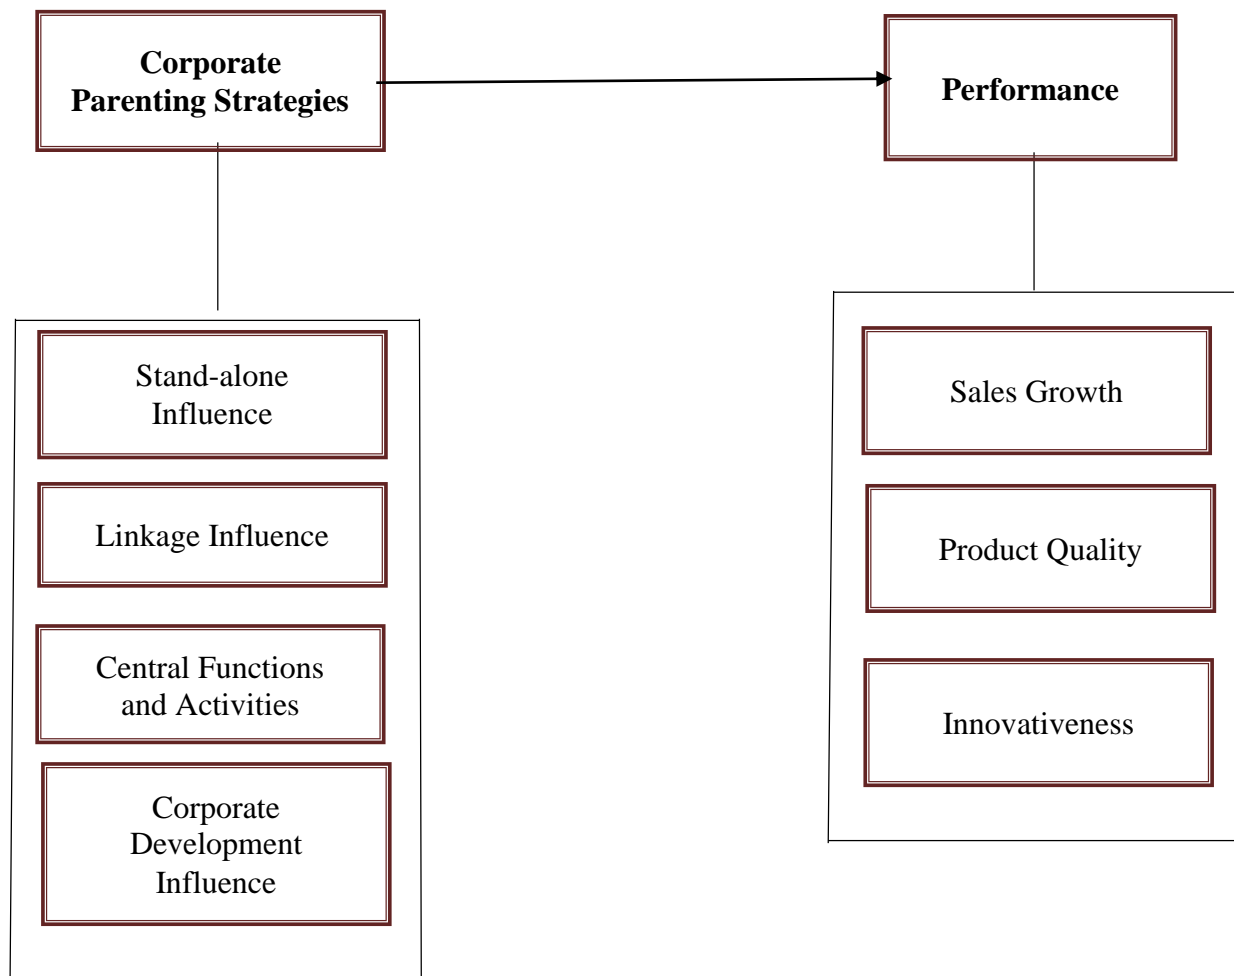 Corporate
Parenting Strategies
Performance
Stand-alone
Influence
Linkage Influence
Central Functions
and Activities
Corporate
Development
Influence
Sales Growth
Product Quality
Innovativeness